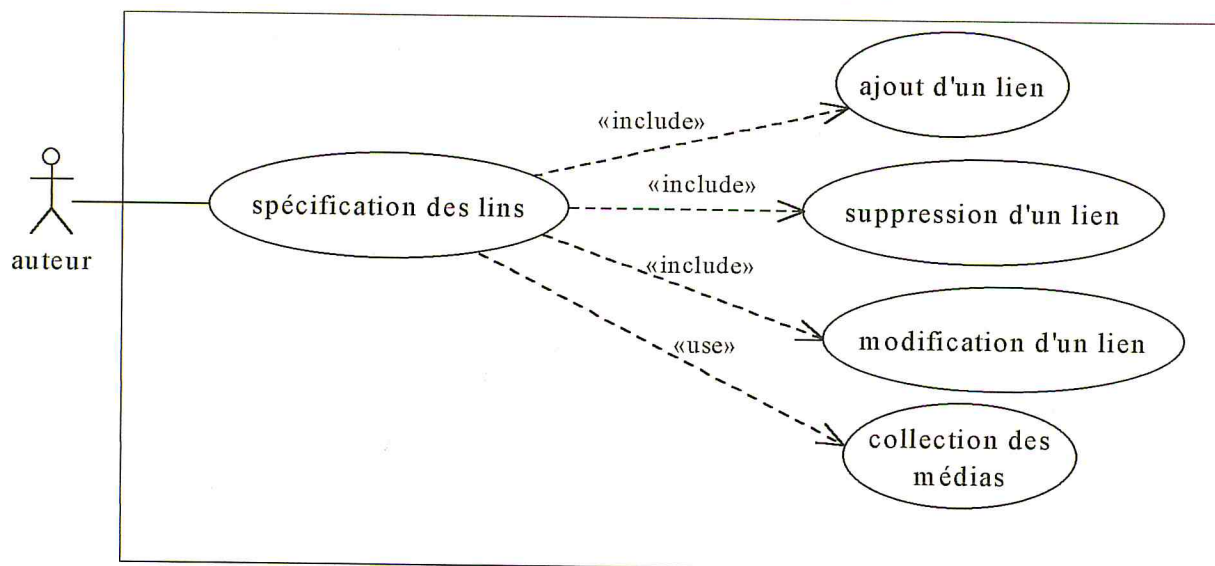 ajout d'un lien
«include»
«include»
spécification des lins
suppression d'un lien
auteur
«include»
modification d'un lien
«use»
collection des
médias